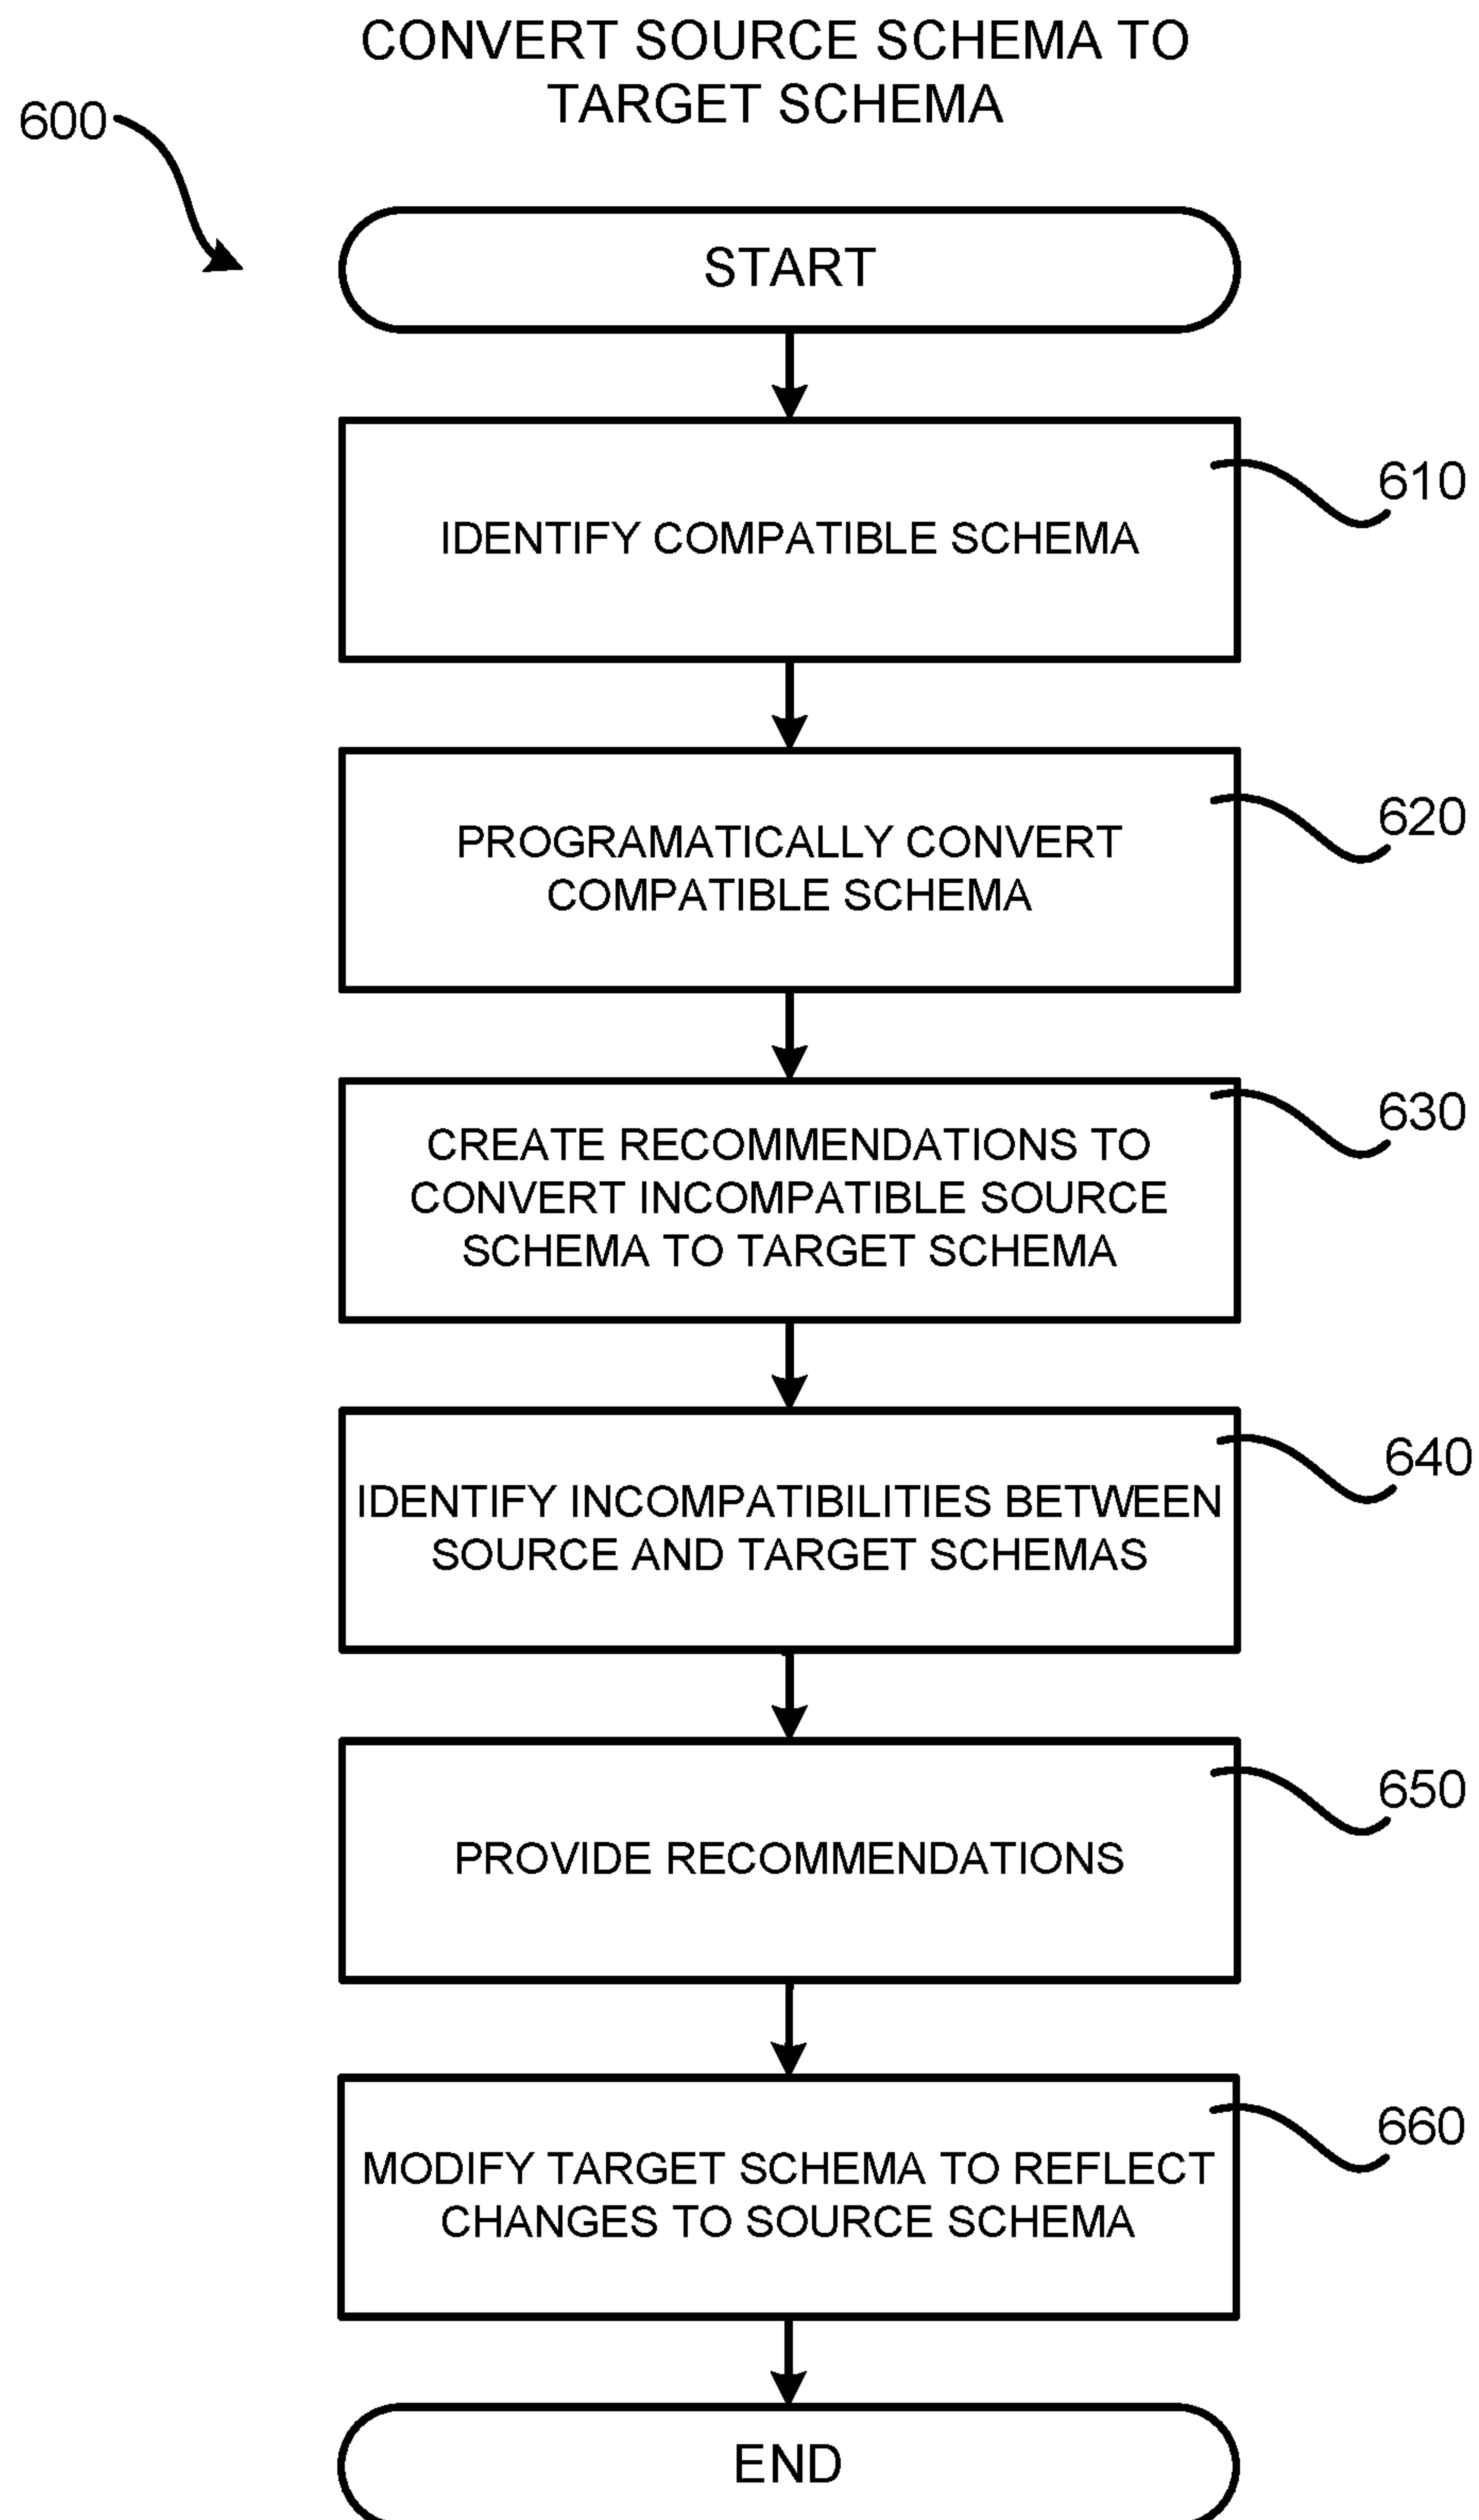 CONVERT SOURCE SCHEMA TO
TARGET SCHEMA
600
START
IDENTIFY COMPATIBLE SCHEMA
610
PROGRAMATICALLY CONVERT
COMPATIBLE SCHEMA
620
CREATE RECOMMENDATIONS TO
CONVERT INCOMPATIBLE SOURCE
SCHEMA TO TARGET SCHEMA
630
IDENTIFY INCOMPATIBILITIES BETWEEN
SOURCE AND TARGET SCHEMAS
640
PROVIDE RECOMMENDATIONS
650
MODIFY TARGET SCHEMA TO REFLECT
CHANGES TO SOURCE SCHEMA
660
END